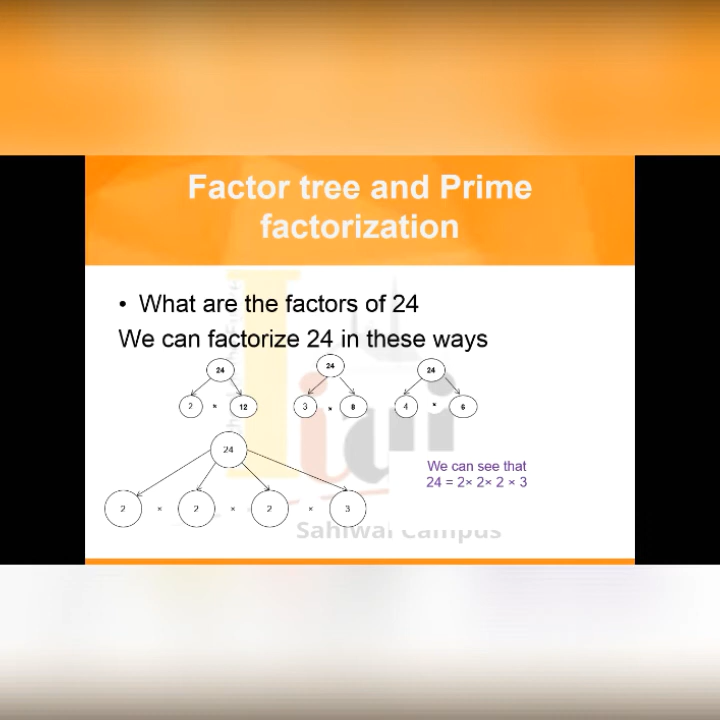 Factor tree and Prime
factorization
• What are the factors of 24
We can factorize 24 in these ways
24 24 24
2 × 12 3 × 8 4 × 6
24
We can see that
24 = 2× 2× 2 × 3
2 × 2 × 2 × 3
Sahiwal Campus